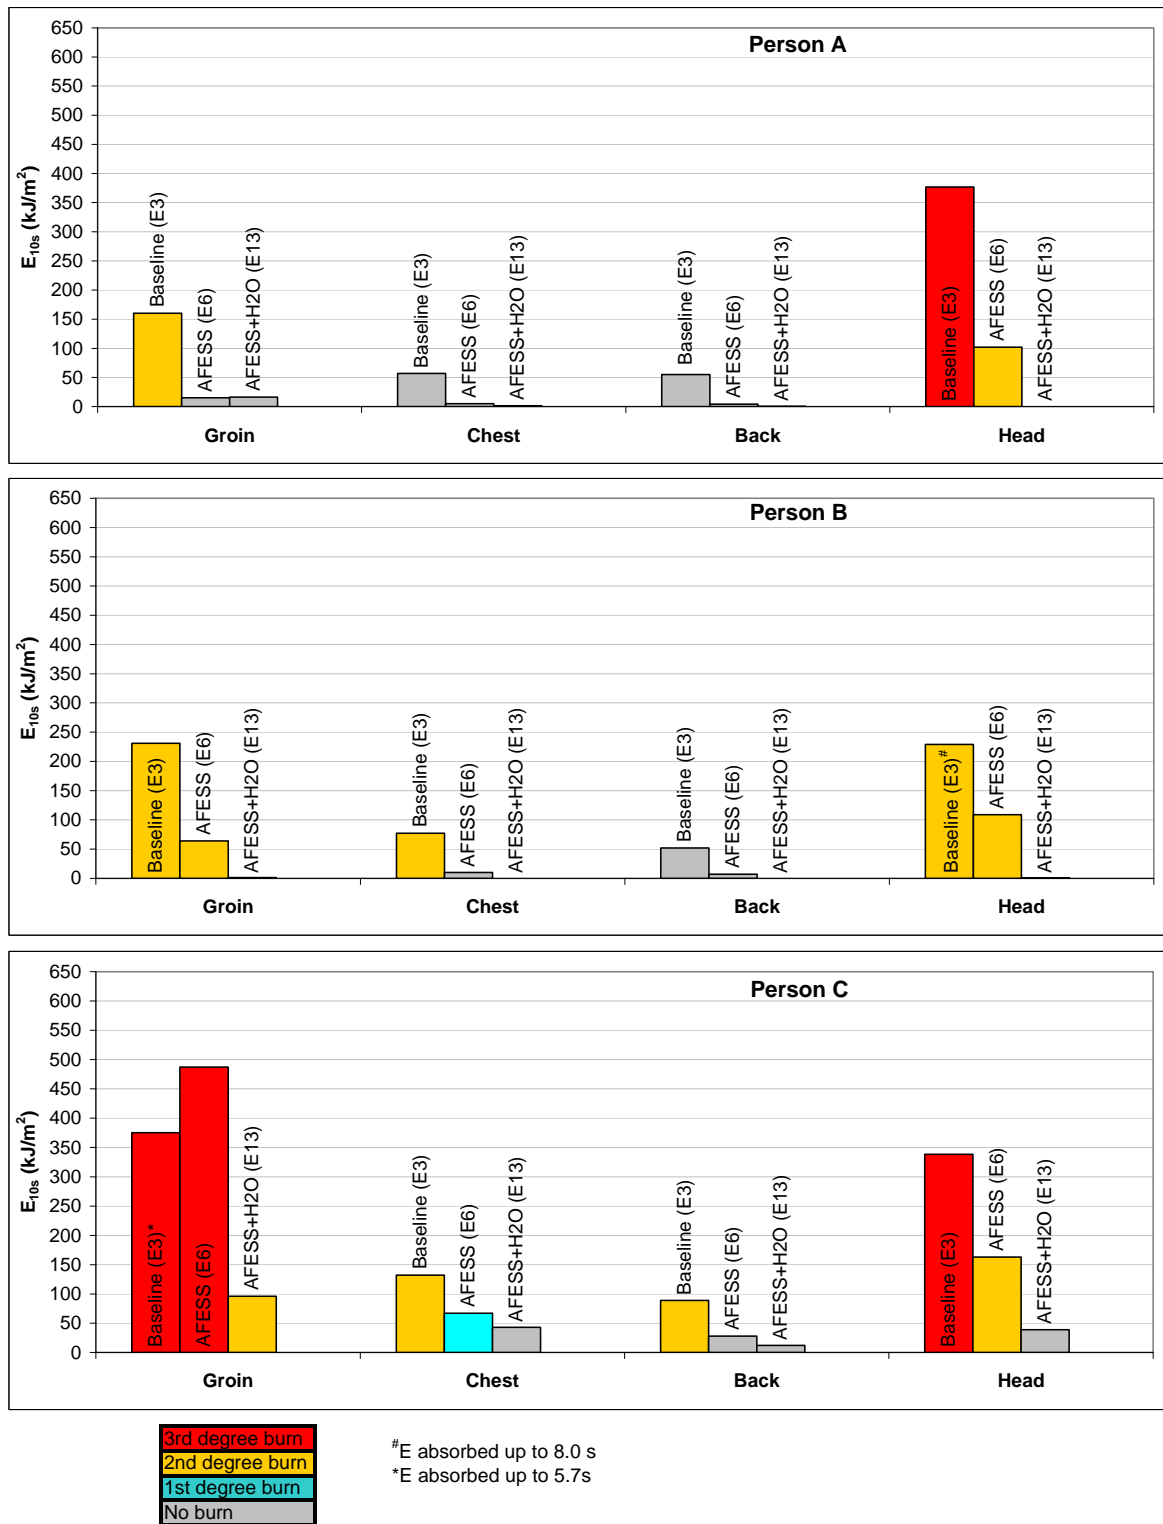 Person A
E10s (kJ/m2)
650
600
550
500
450
400
350
300
250
200
150
100
50
0
Baseline (E3)
AFESS (E6)
AFESS+H2O (E13)
Baseline (E3)
AFESS (E6)
AFESS+H2O (E13)
Baseline (E3)
AFESS (E6)
AFESS+H2O (E13)
Baseline (E3)
AFESS (E6)
AFESS+H2O (E13)
Groin Chest Back Head
Person B
E10s (kJ/m2)
650
600
550
500
450
400
350
300
250
200
150
100
50
0
Baseline (E3)
AFESS (E6)
AFESS+H2O (E13)
Baseline (E3)
AFESS (E6)
AFESS+H2O (E13)
Baseline (E3)
AFESS (E6)
AFESS+H2O (E13)
Baseline (E3)#
AFESS (E6)
AFESS+H2O (E13)
Groin Chest Back Head
Person C
E10s (kJ/m2)
650
600
550
500
450
400
350
300
250
200
150
100
50
0
Baseline (E3)*
AFESS (E6)
AFESS+H2O (E13)
Baseline (E3)
AFESS (E6)
AFESS+H2O (E13)
Baseline (E3)
AFESS (E6)
AFESS+H2O (E13)
Baseline (E3)
AFESS (E6)
AFESS+H2O (E13)
Groin Chest Back Head
3rd degree burn
2nd degree burn
1st degree burn
No burn
#E absorbed up to 8.0 s
*E absorbed up to 5.7s